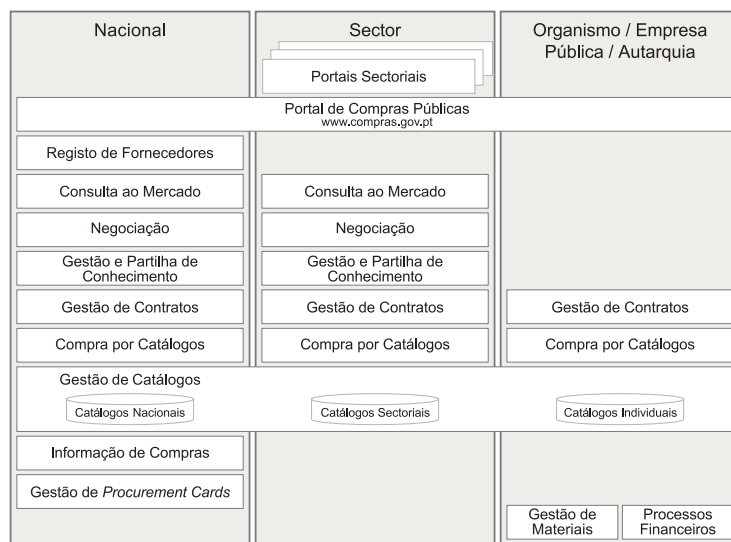 Nacional
Sector
Organismo / Empresa
Pública / Autarquia
Portais Sectoriais
Portal de Compras Públicas
www.compras.gov.pt
Registo de Fornecedores
Consulta ao Mercado
Consulta ao Mercado
Negociação
Negociação
Gestão e Partilha de
Conhecimento
Gestão e Partilha de
Conhecimento
Gestão de Contratos
Gestão de Contratos
Gestão de Contratos
Compra por Catálogos
Compra por Catálogos
Compra por Catálogos
Gestão de Catálogos
Catálogos Nacionais
Catálogos Sectoriais
Catálogos Individuais
Informação de Compras
Gestão de Procurement Cards
Gestão de
Materiais
Processos
Financeiros